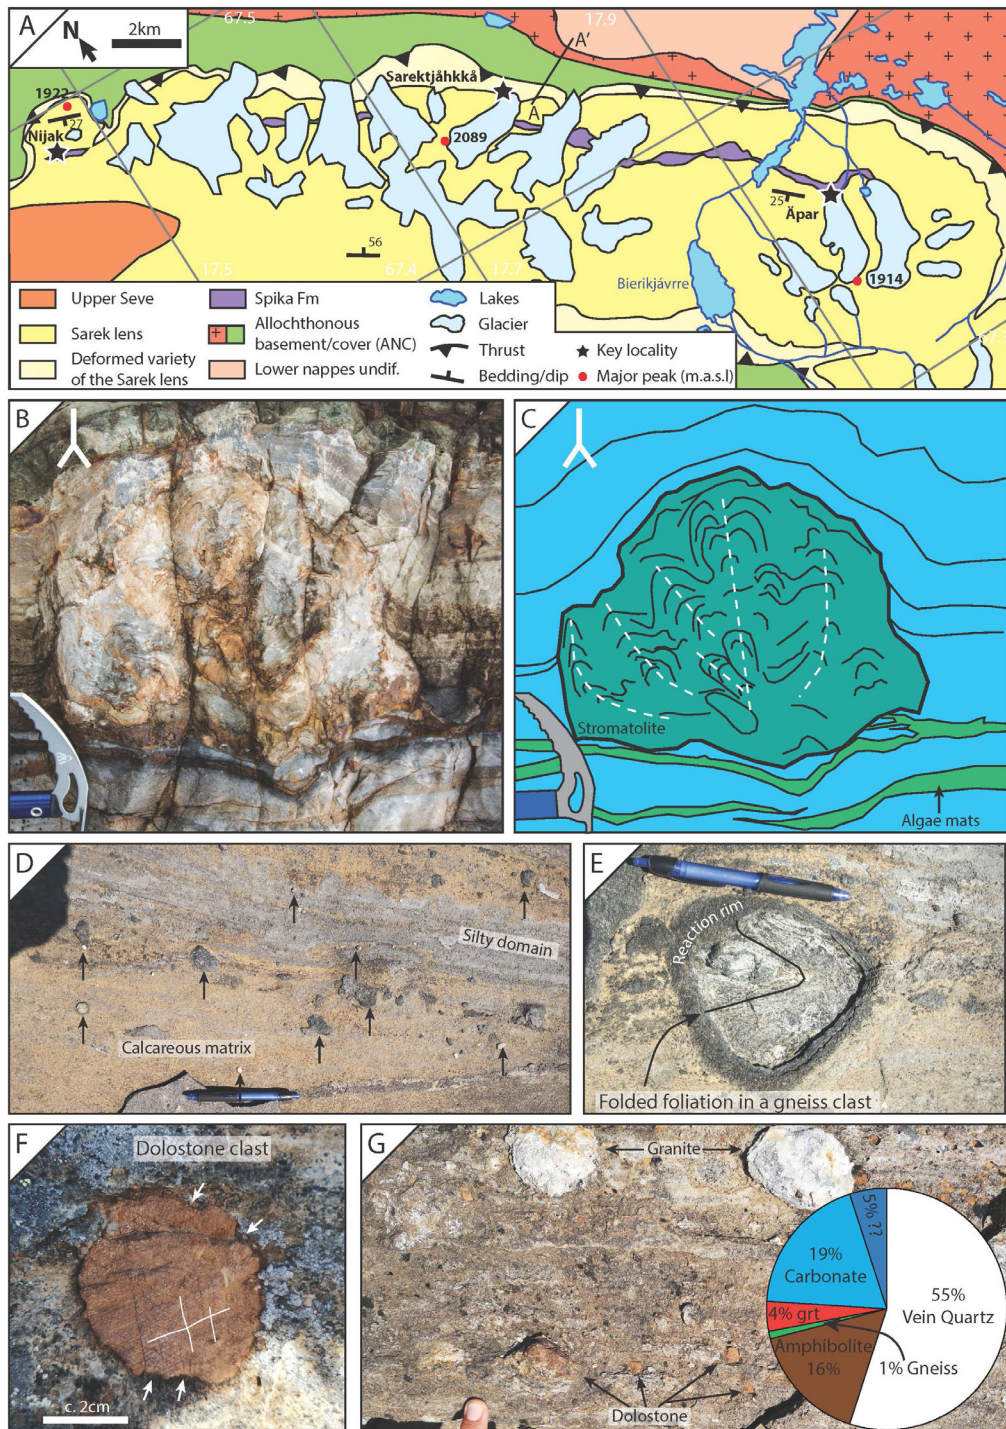 A
N
2km
67.5
17.9
A'
Sarektjåhkkå
1922
27
Nijak
A
2089
25
Äpar
56
17.5
67.4
17.7
Bierikjávrre
1914
67.3
Upper Seve
Sarek lens
Deformed variety
of the Sarek lens
Spika Fm
Allochthonous
basement/cover (ANC)
Lower nappes undif.
Lakes
Glacier
Thrust
Bedding/dip
Key locality
Major peak (m.a.s.l)
B
C
Stromatolite
Algae mats
D
Silty domain
Calcareous matrix
E
Reaction rim
Folded foliation in a gneiss clast
F
Dolostone clast
c. 2cm
G
Granite
Dolostone
5% ??
19%
Carbonate
55%
Vein Quartz
4% grt
Amphibolite
16%
1% Gneiss